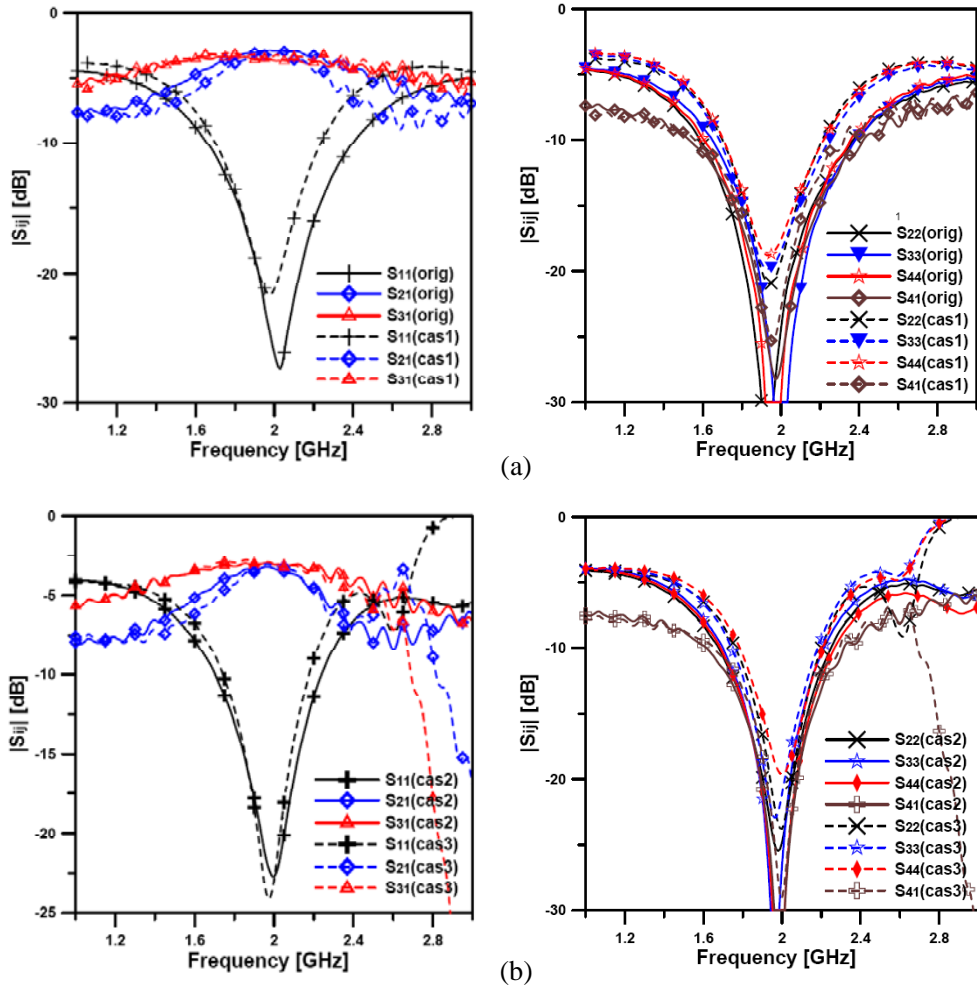 0
-10
-20
-30
|Sij| [dB]
S11(orig)
S21(orig)
S31(orig)
S11(cas1)
S21(cas1)
S31(cas1)
1.2 1.6 2 2.4 2.8
Frequency [GHz]
0
-10
-20
-30
|Sij| [dB]
1
S22(orig)
S33(orig)
S44(orig)
S41(orig)
S22(cas1)
S33(cas1)
S44(cas1)
S41(cas1)
1.2 1.6 2 2.4 2.8
Frequency [GHz]
(a)
0
-5
-10
-15
-20
-25
|Sij| [dB]
S11(cas2)
S21(cas2)
S31(cas2)
S11(cas3)
S21(cas3)
S31(cas3)
1.2 1.6 2 2.4 2.8
Frequency [GHz]
0
-10
-20
-30
|Sij| [dB]
S22(cas2)
S33(cas2)
S44(cas2)
S41(cas2)
S22(cas3)
S33(cas3)
S44(cas3)
S41(cas3)
1.2 1.6 2 2.4 2.8
Frequency [GHz]
(b)